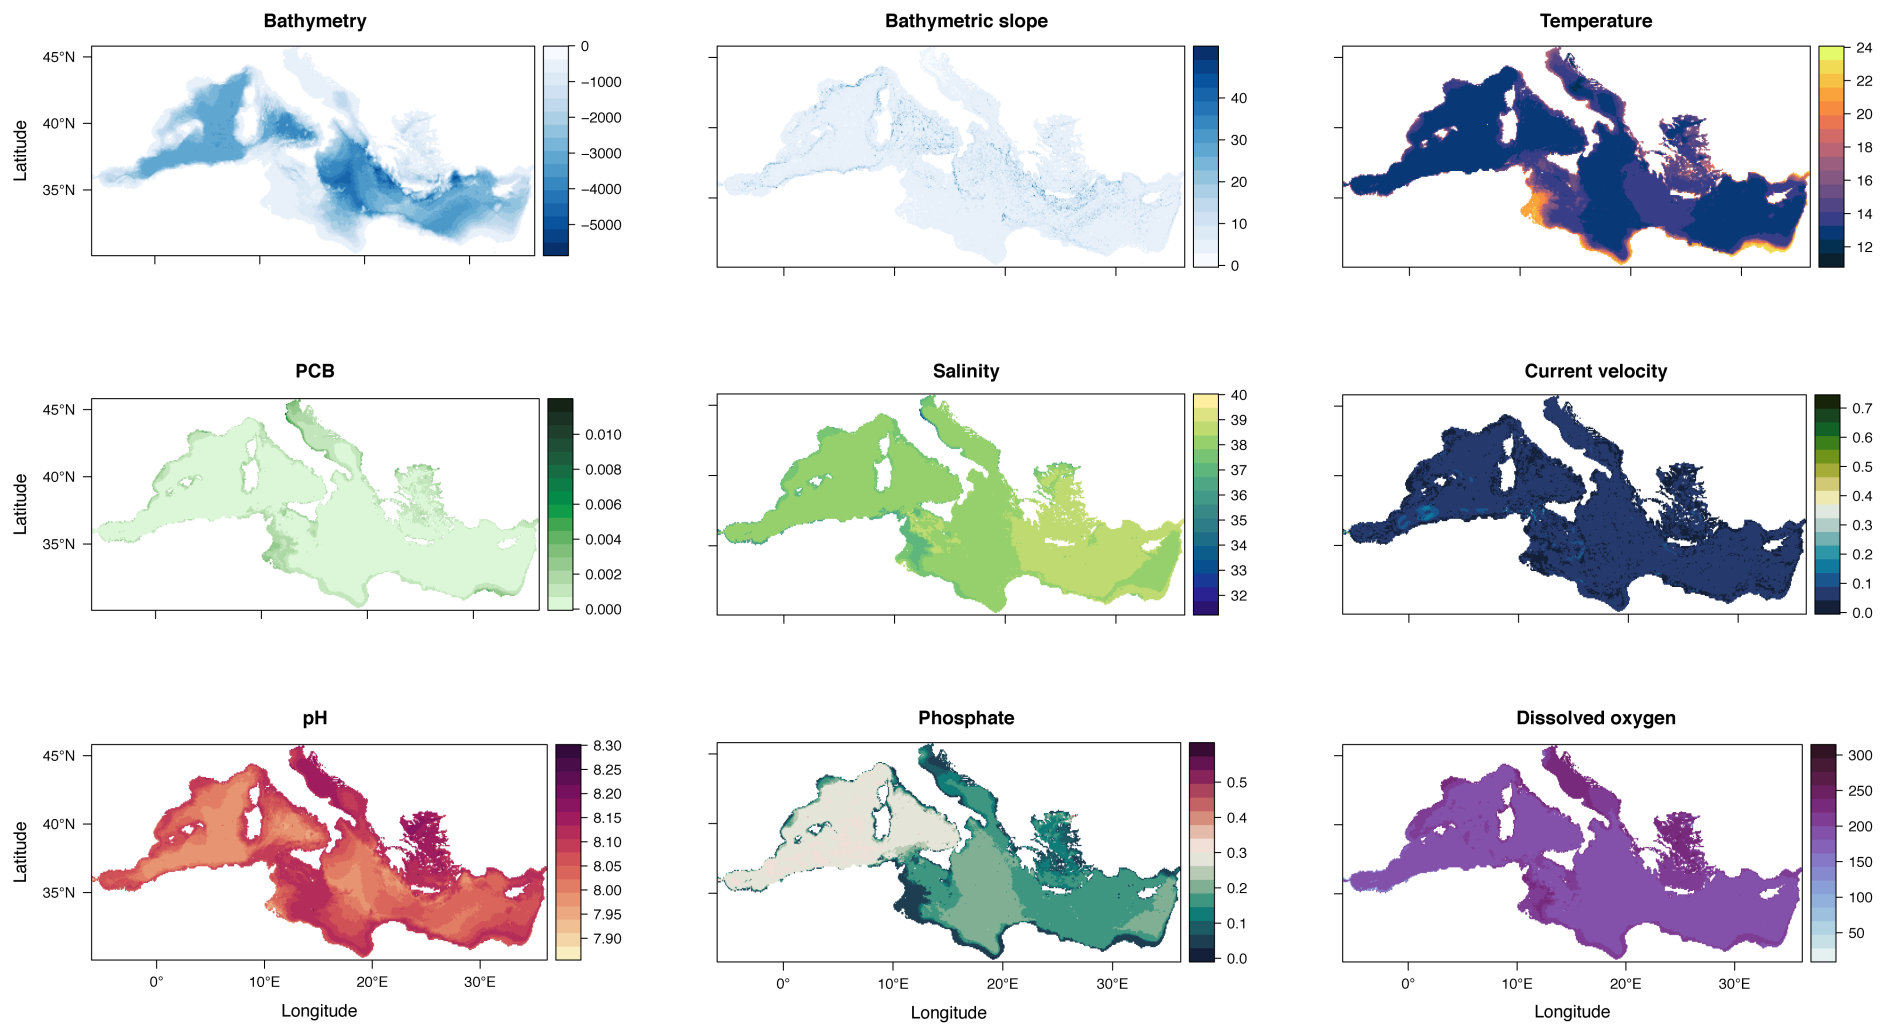 Bathymetry
45°N
40°N
35°N
Latitude
0
−1000
−2000
−3000
−4000
−5000
Bathymetric slope
40
30
20
10
0
Temperature
24
22
20
18
16
14
12
PCB
45°N
40°N
35°N
Latitude
0.010
0.008
0.006
0.004
0.002
0.000
Salinity
40
39
38
37
36
35
34
33
32
Current velocity
0.7
0.6
0.5
0.4
0.3
0.2
0.1
0.0
pH
45°N
40°N
35°N
Latitude
0°
10°E
20°E
30°E
Longitude
8.30
8.25
8.20
8.15
8.10
8.05
8.00
7.95
7.90
Phosphate
0.5
0.4
0.3
0.2
0.1
0.0
0°
10°E
20°E
30°E
Longitude
Dissolved oxygen
300
250
200
150
100
50
0°
10°E
20°E
30°E
Longitude